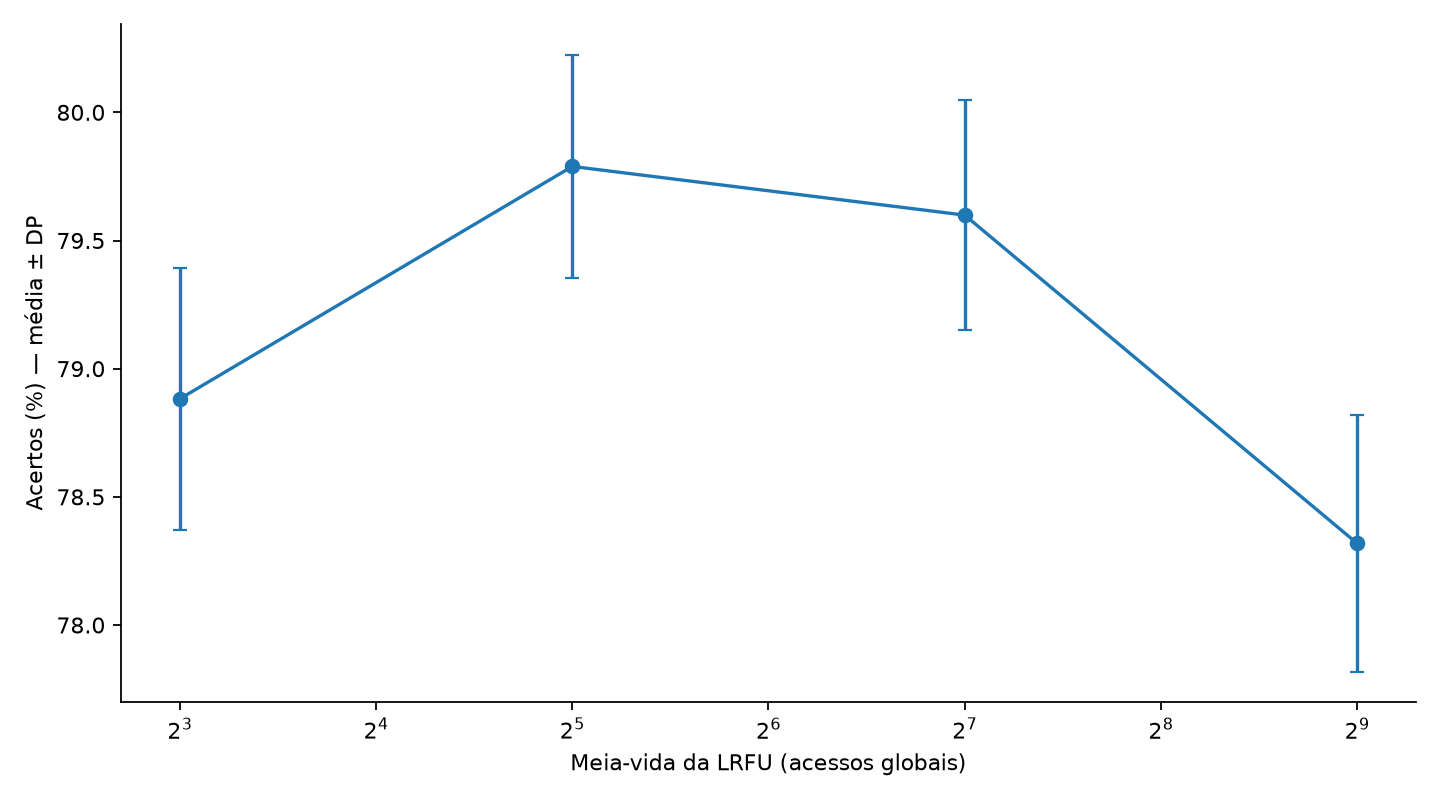 Acertos (%) — média ± DP
80.0
79.5
79.0
78.5
78.0
2³ 2⁴ 2⁵ 2⁶ 2⁷ 2⁸ 2⁹
Meia-vida da LRFU (acessos globais)